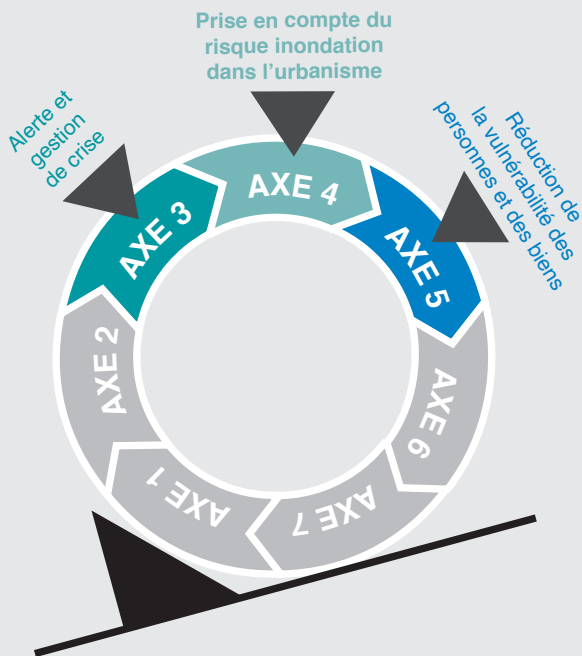 Prise en compte du
risque inondation
dans l'urbanisme
Alerte et
gestion
de crise
Réduction de
la vulnérabilité des
personnes et des biens
AXE 1
AXE 2
AXE 3
AXE 4
AXE 5
AXE 6
AXE 7